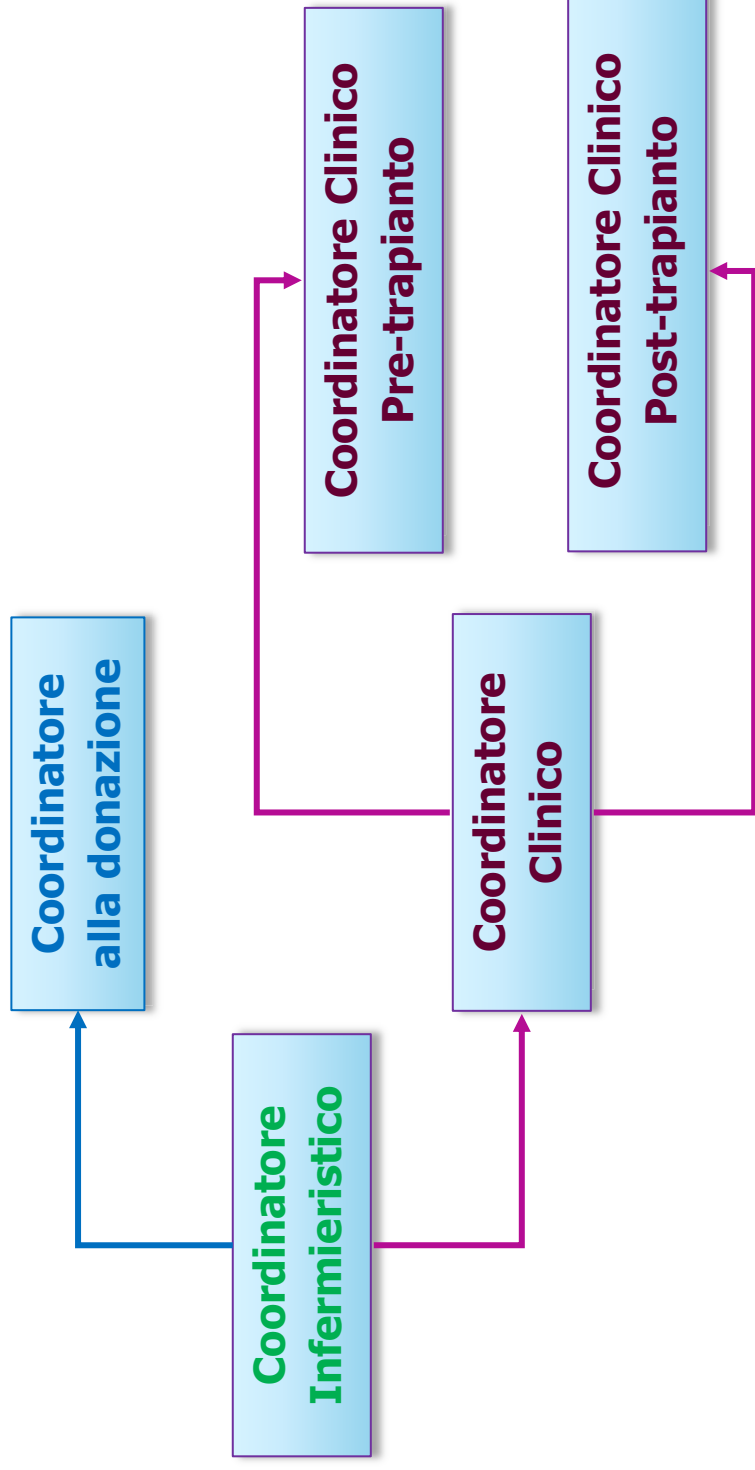 Coordinatore
Infermieristico
Coordinatore
alla donazione
Coordinatore
Clinico
Coordinatore Clinico
Pre-trapianto
Coordinatore Clinico
Post-trapianto